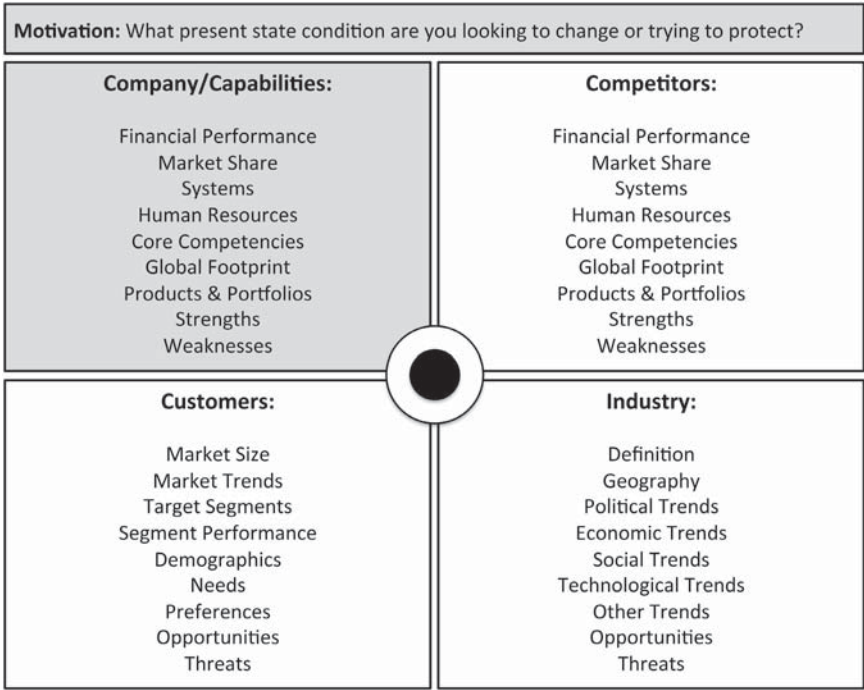 Motivation: What present state condition are you looking to change or trying to protect?
Company/Capabilities:
Financial Performance
Market Share
Systems
Human Resources
Core Competencies
Global Footprint
Products & Portfolios
Strengths
Weaknesses
Competitors:
Financial Performance
Market Share
Systems
Human Resources
Core Competencies
Global Footprint
Products & Portfolios
Strengths
Weaknesses
Customers:
Market Size
Market Trends
Target Segments
Segment Performance
Demographics
Needs
Preferences
Opportunities
Threats
Industry:
Definition
Geography
Political Trends
Economic Trends
Social Trends
Technological Trends
Other Trends
Opportunities
Threats